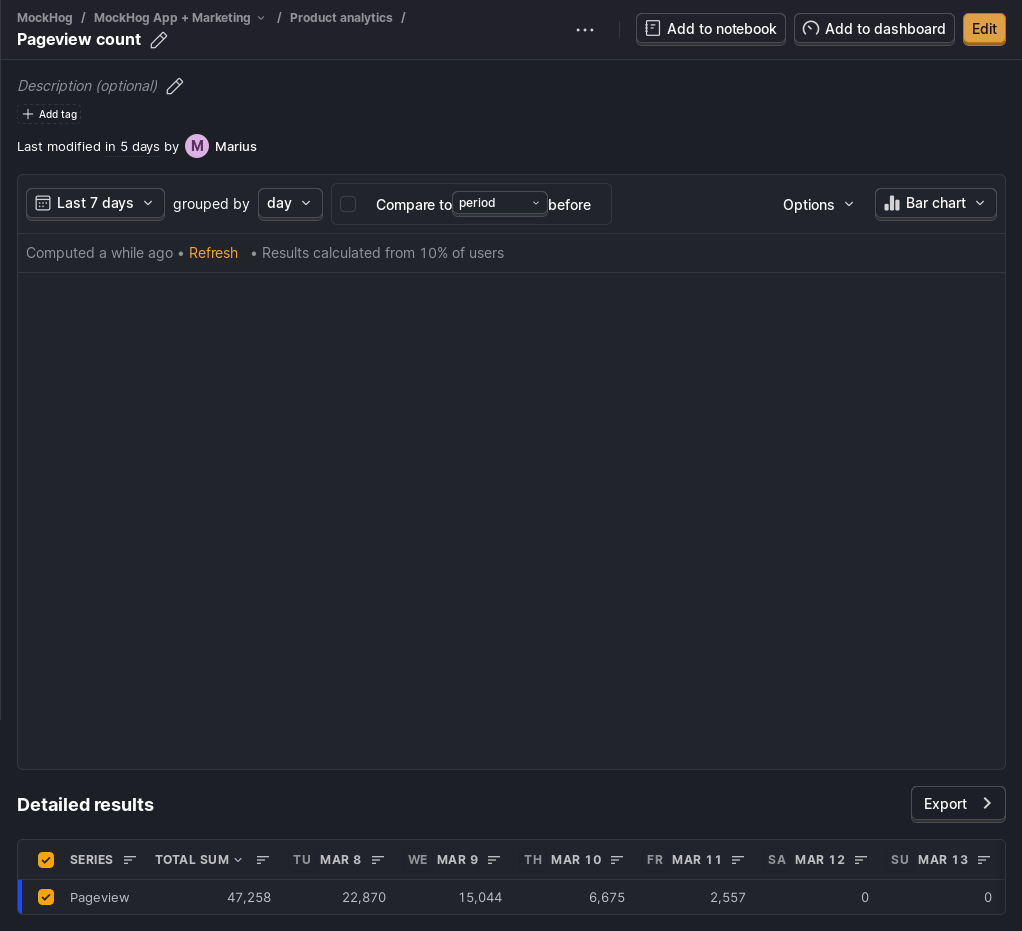 MockHog / MockHog App + Marketing / Product analytics /
Pageview count
Add to notebook
Add to dashboard
Edit
Description (optional)
Add tag
Last modified in 5 days by M Marius
Last 7 days grouped by day Compare to period before Options Bar chart
Computed a while ago • Refresh • Results calculated from 10% of users
Detailed results
Export
SERIES TOTAL SUM TU MAR 8 WE MAR 9 TH MAR 10 FR MAR 11 SA MAR 12 SU MAR 13
Pageview 47,258 22,870 15,044 6,675 2,557 0 0